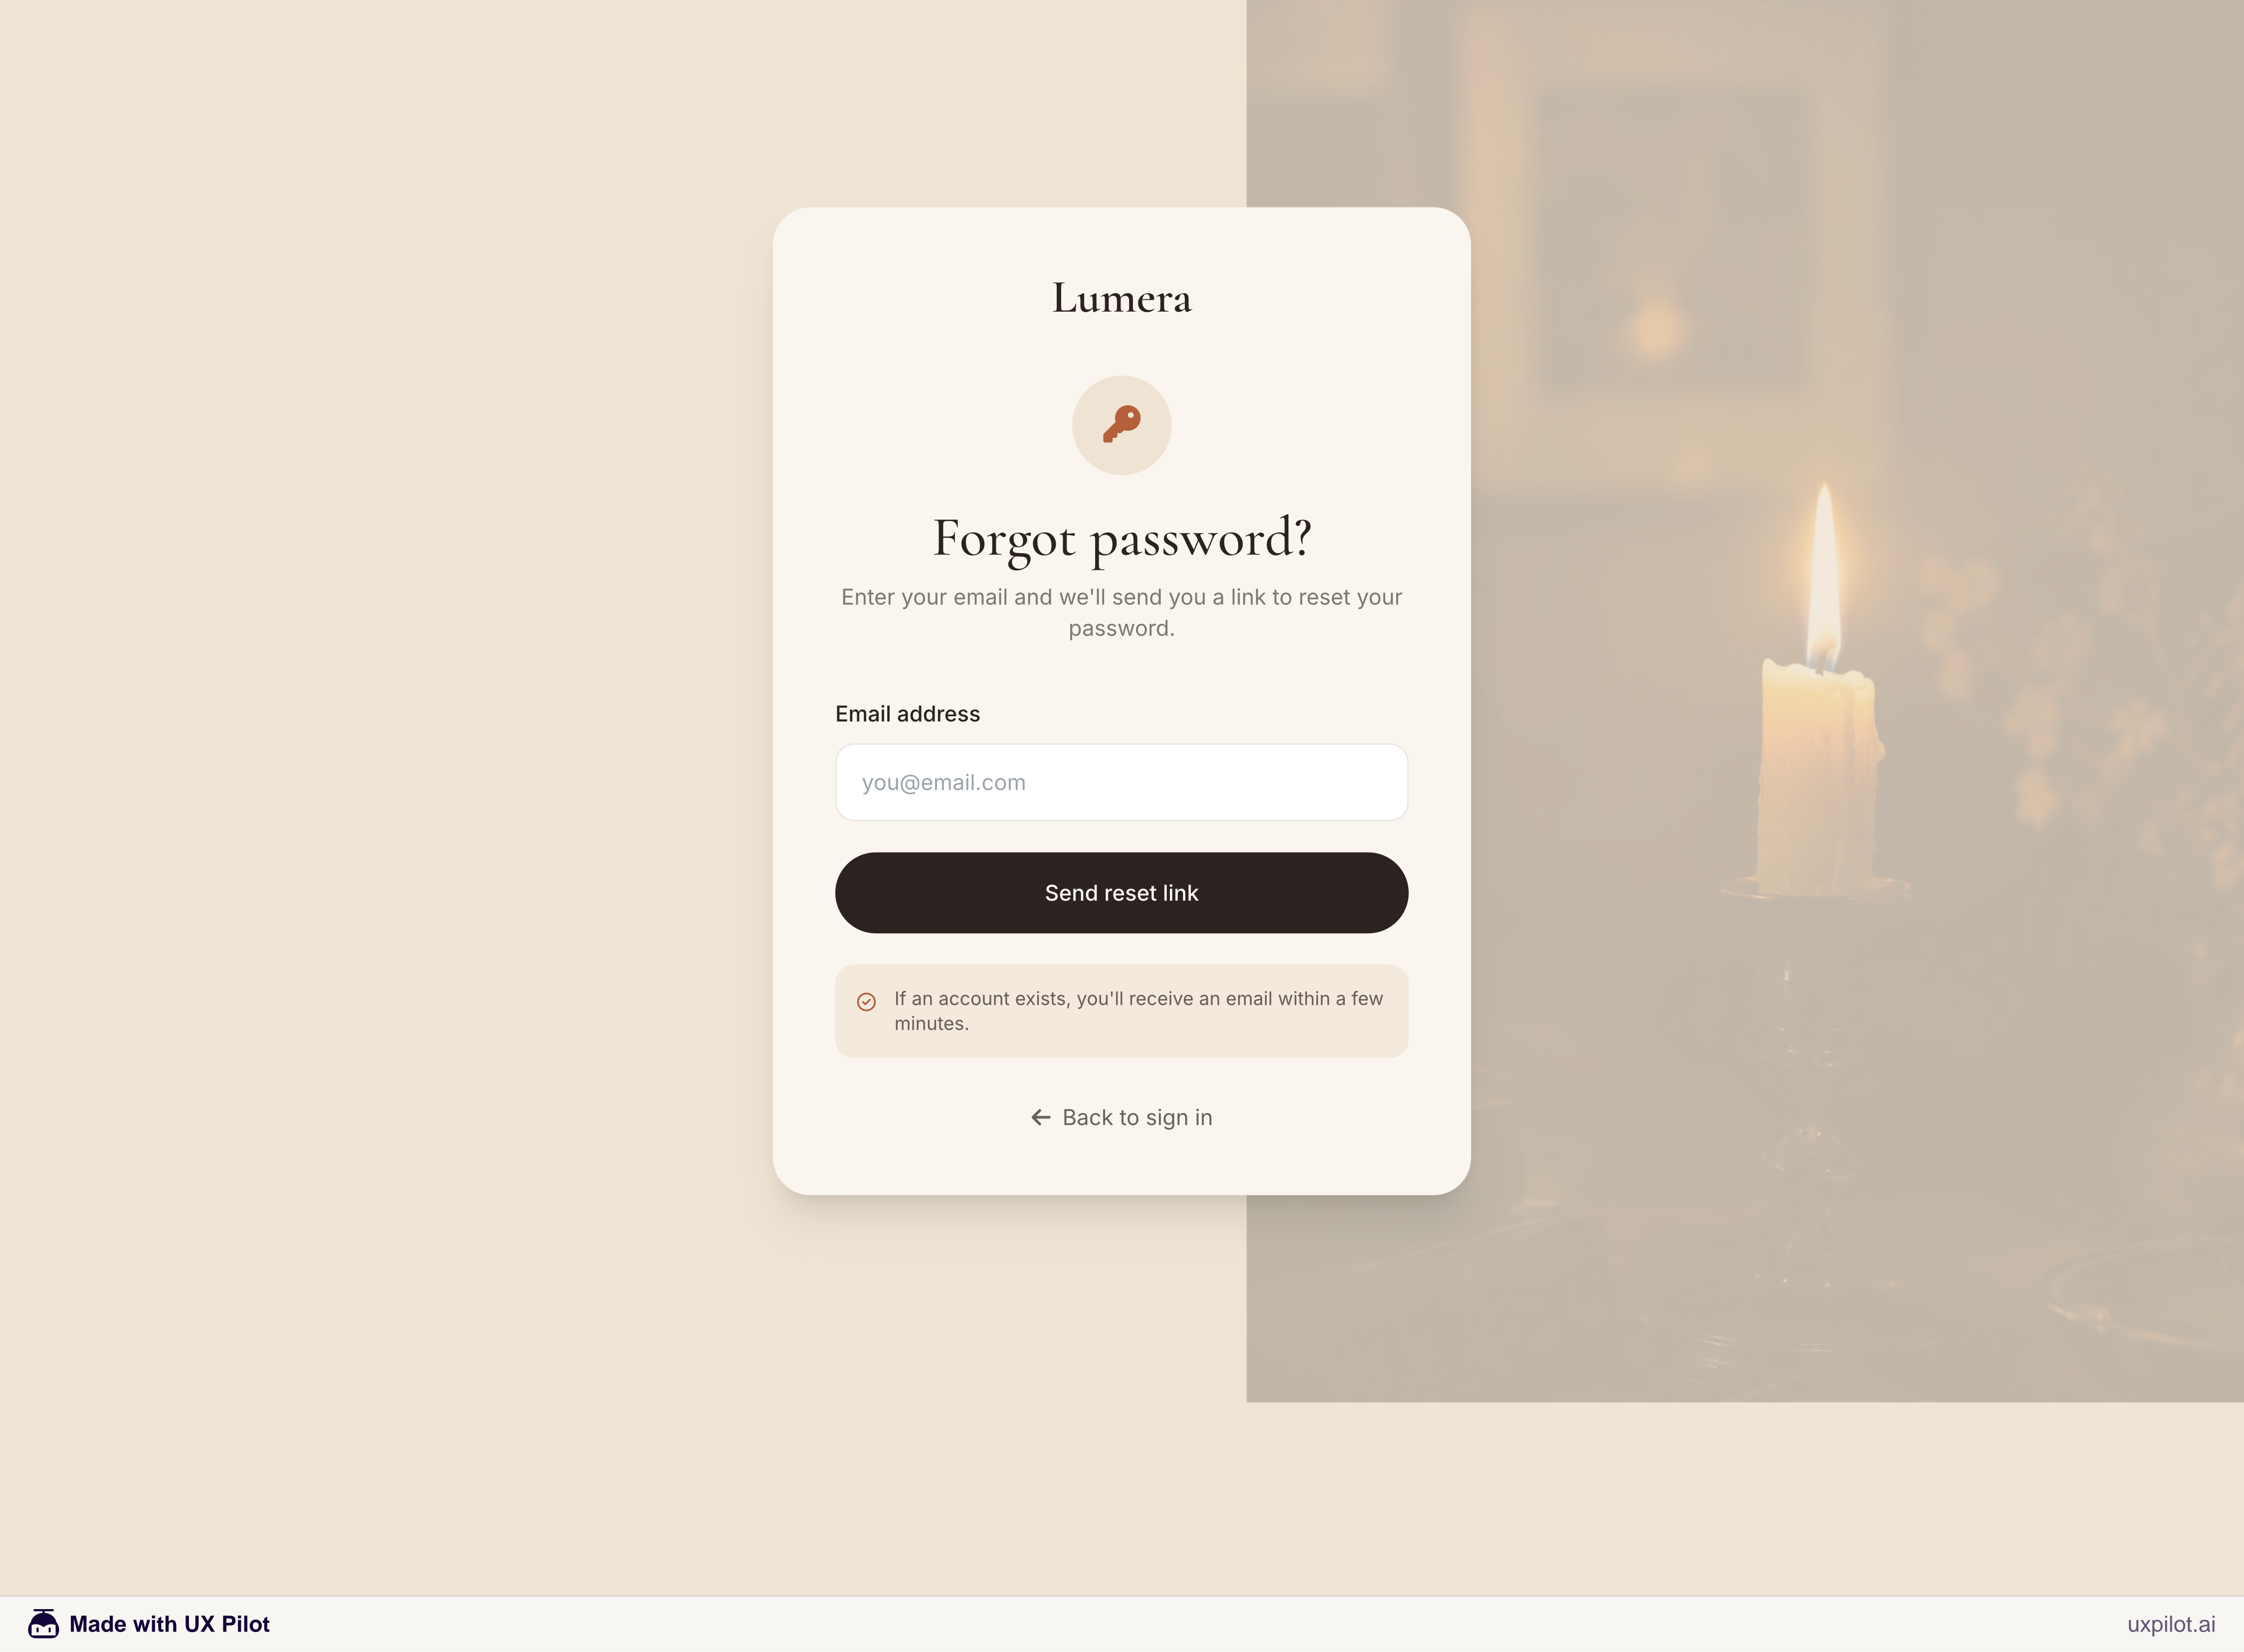 Lumera
Forgot password?
Enter your email and we'll send you a link to reset your
password.
Email address
you@email.com
Send reset link
If an account exists, you'll receive an email within a few
minutes.
Back to sign in
Made with UX Pilot
uxpilot.ai